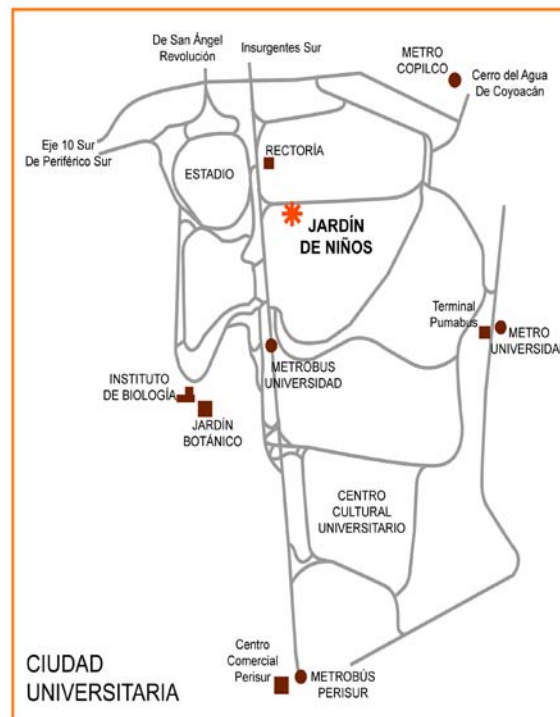 De San Ángel
Revolución
Insurgentes Sur
METRO
COPILCO
Cerro del Agua
De Coyoacán
Eje 10 Sur
De Periférico Sur
RECTORÍA
ESTADIO
JARDÍN
DE NIÑOS
Terminal
Pumabus
METRO
UNIVERSIDAD
METROBUS
UNIVERSIDAD
INSTITUTO
DE BIOLOGÍA
JARDÍN
BOTÁNICO
CENTRO
CULTURAL
UNIVERSITARIO
Centro
Comercial
Perisur
METROBÚS
PERISUR
CIUDAD
UNIVERSITARIA